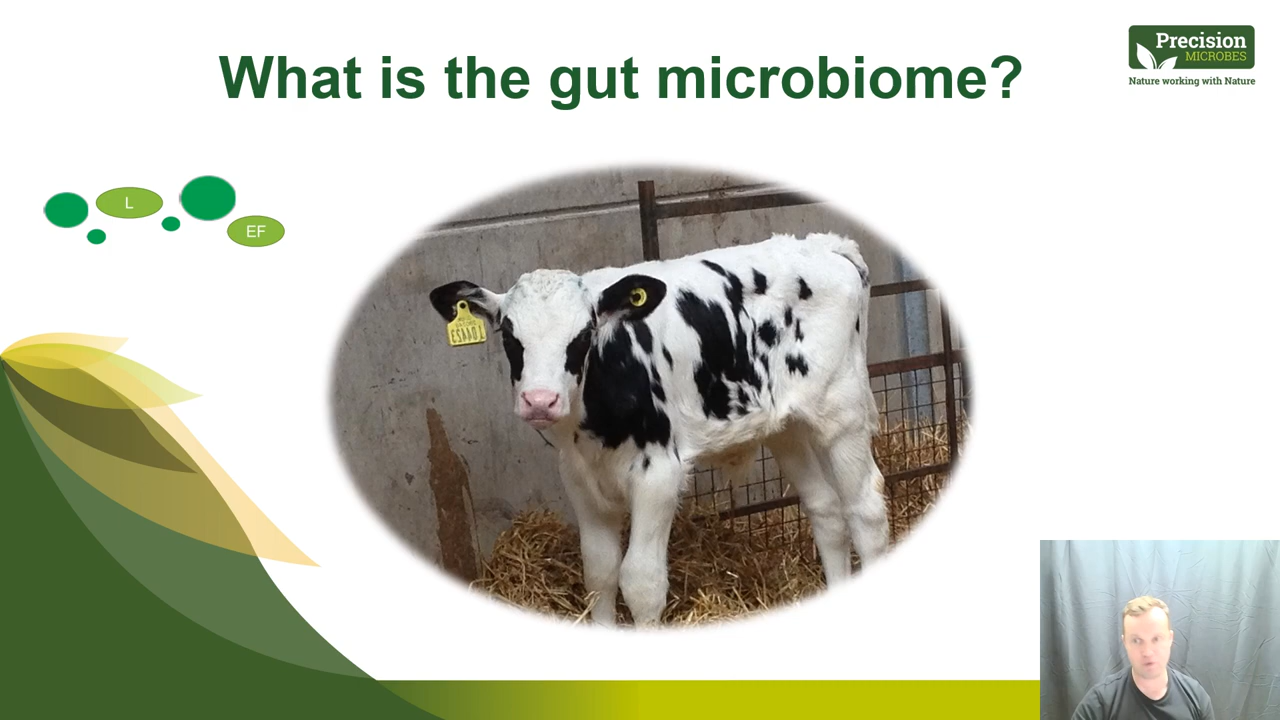 What is the gut microbiome?
Precision
MICROBES
Nature working with Nature
L
EF